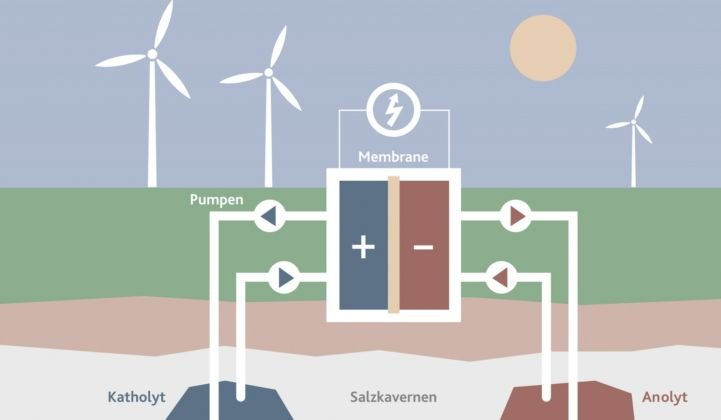 Membrane
Pumpen
+
−
Katholyt
Salzkavernen
Anolyt